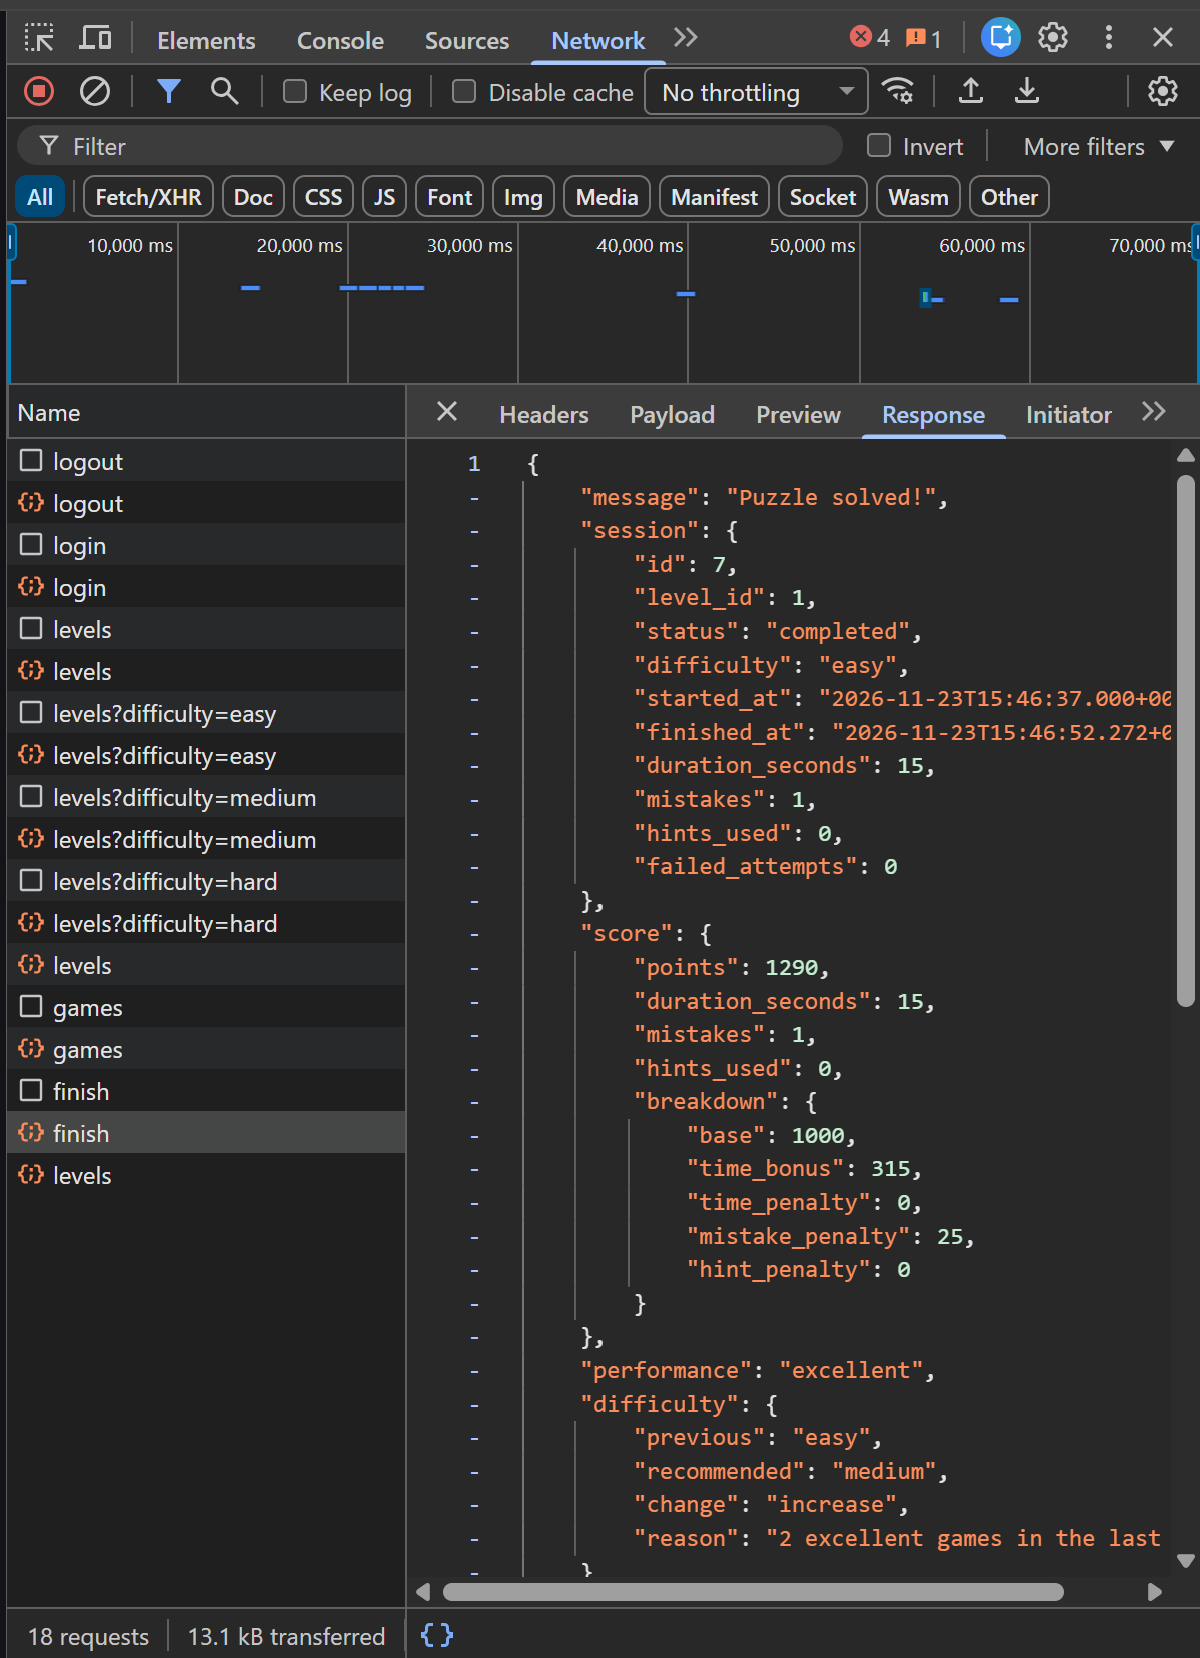 Elements Console Sources Network 4 1
Keep log Disable cache No throttling
Filter Invert More filters
All Fetch/XHR Doc CSS JS Font Img Media Manifest Socket Wasm Other
10,000 ms 20,000 ms 30,000 ms 40,000 ms 50,000 ms 60,000 ms 70,000 ms
Name
logout
logout
login
login
levels
levels
levels?difficulty=easy
levels?difficulty=easy
levels?difficulty=medium
levels?difficulty=medium
levels?difficulty=hard
levels?difficulty=hard
levels
games
games
finish
finish
levels
18 requests 13.1 kB transferred
Headers Payload Preview Response Initiator
1 {
- "message": "Puzzle solved!",
- "session": {
- "id": 7,
- "level_id": 1,
- "status": "completed",
- "difficulty": "easy",
- "started_at": "2026-11-23T15:46:37.000+00
- "finished_at": "2026-11-23T15:46:52.272+0
- "duration_seconds": 15,
- "mistakes": 1,
- "hints_used": 0,
- "failed_attempts": 0
- },
- "score": {
- "points": 1290,
- "duration_seconds": 15,
- "mistakes": 1,
- "hints_used": 0,
- "breakdown": {
- "base": 1000,
- "time_bonus": 315,
- "time_penalty": 0,
- "mistake_penalty": 25,
- "hint_penalty": 0
- }
- },
- "performance": "excellent",
- "difficulty": {
- "previous": "easy",
- "recommended": "medium",
- "change": "increase",
- "reason": "2 excellent games in the last
- }
{}